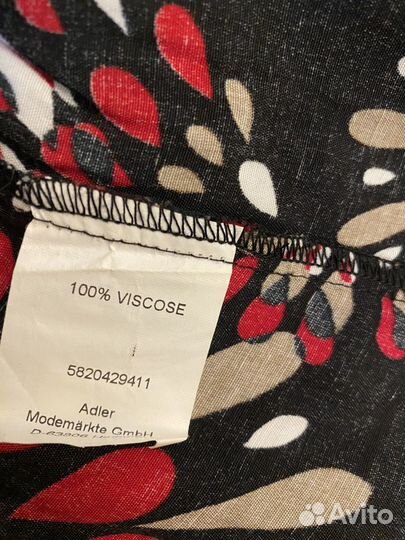 100% VISCOSE
5820429411
Adler
Modemärkte GmbH
Avito